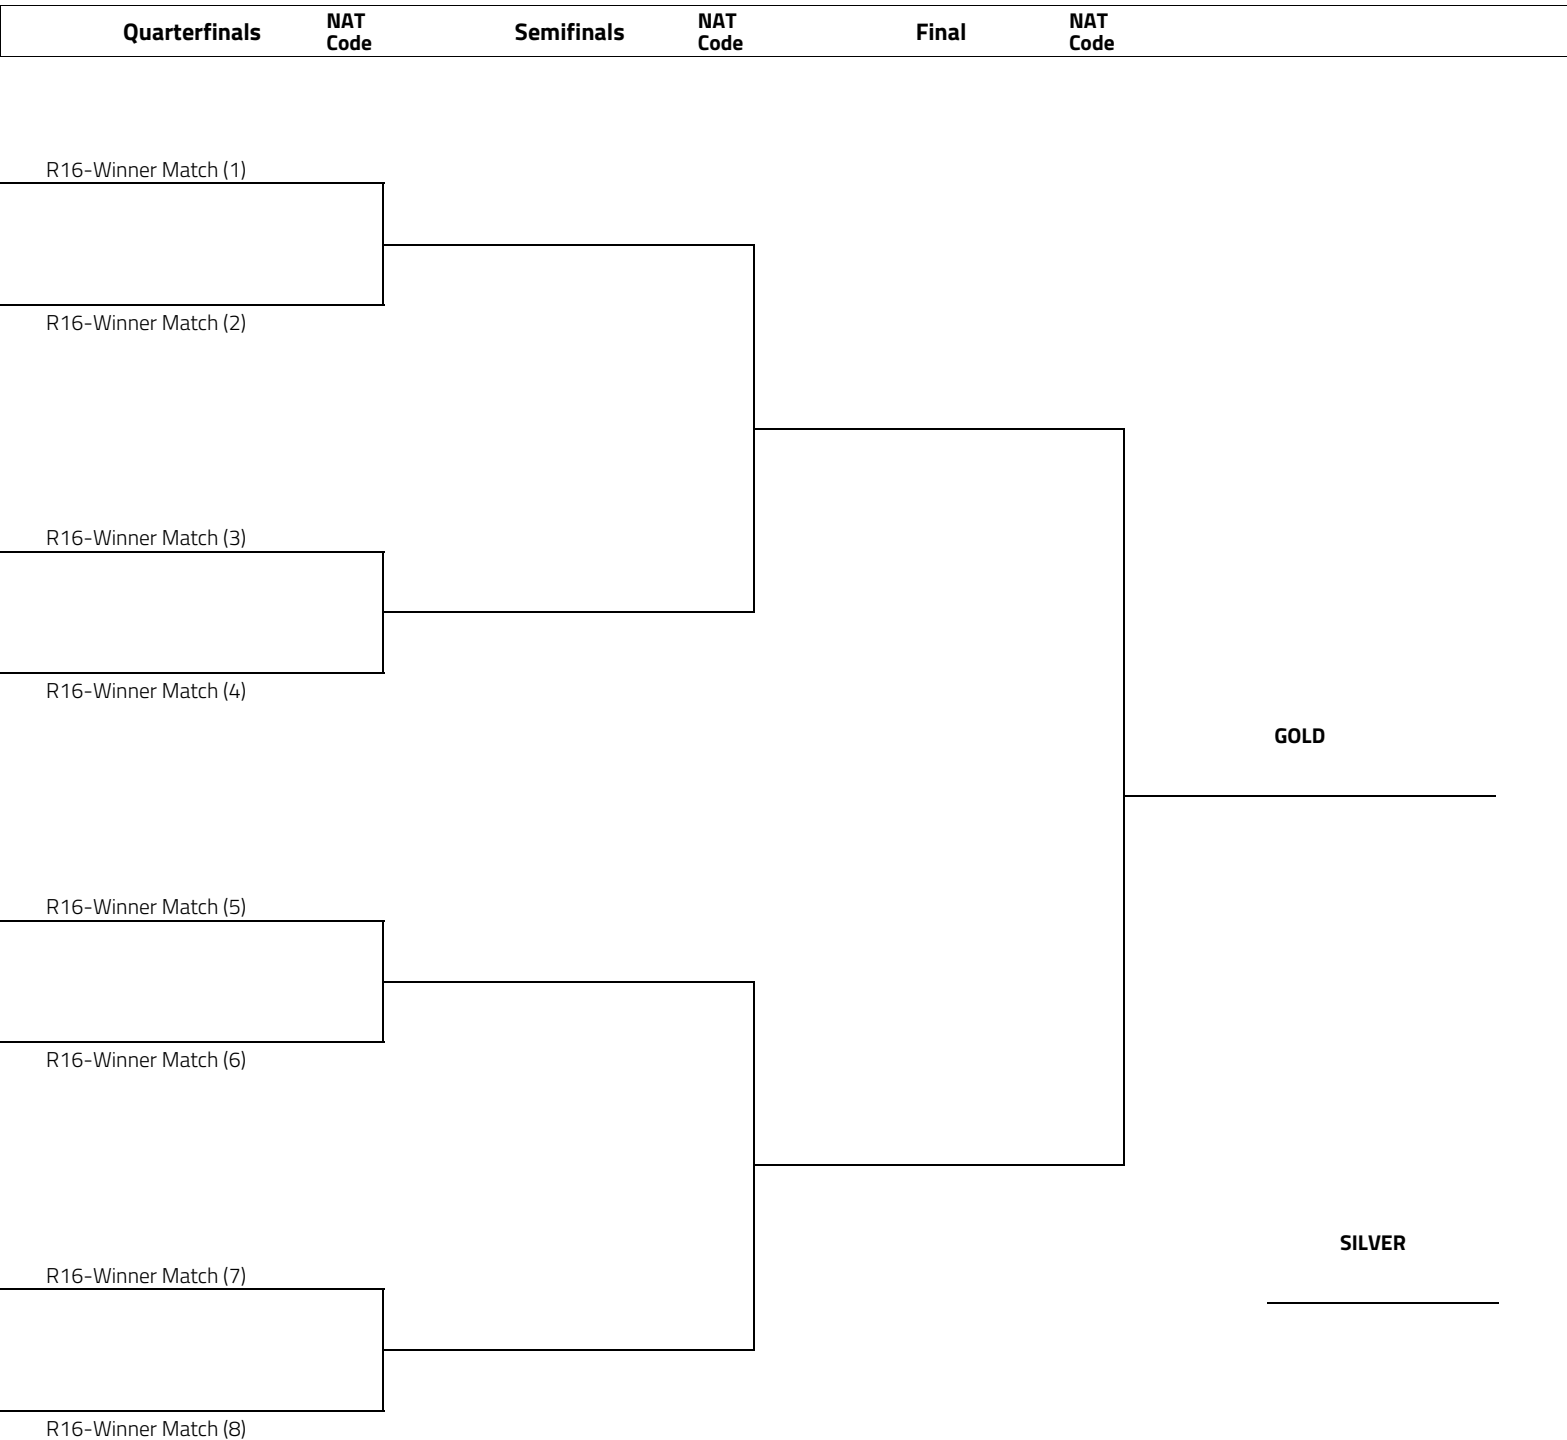 Quarterfinals NAT Code Semifinals NAT Code Final NAT Code
R16-Winner Match (1)
R16-Winner Match (2)
R16-Winner Match (3)
R16-Winner Match (4)
GOLD
R16-Winner Match (5)
R16-Winner Match (6)
SILVER
R16-Winner Match (7)
R16-Winner Match (8)